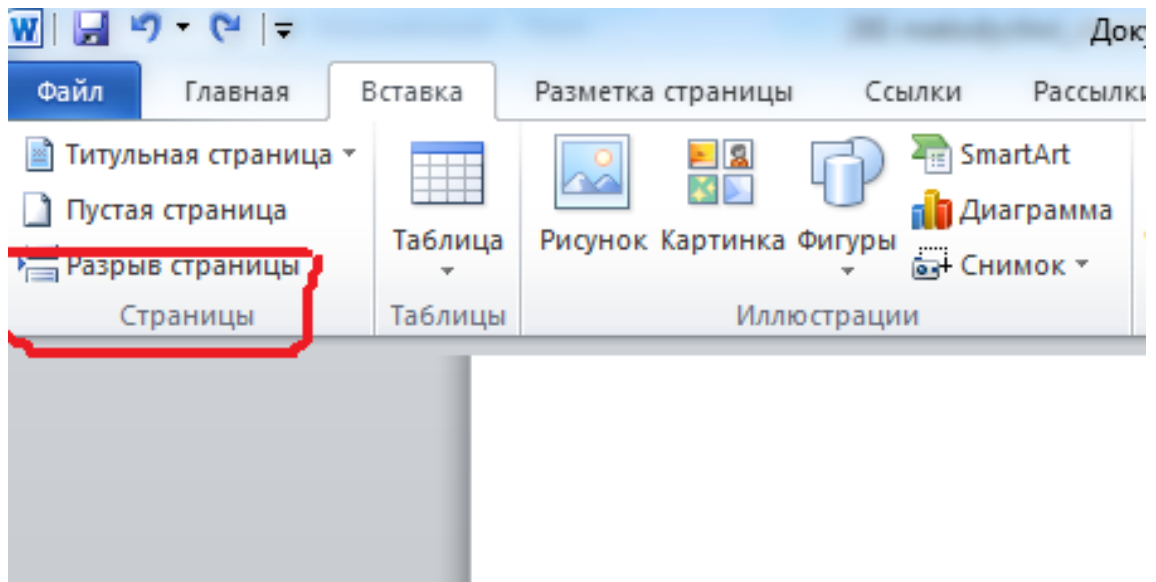 W
Доку
Файл Главная Вставка Разметка страницы Ссылки Рассылки
Титульная страница
Пустая страница
Разрыв страницы
Таблица Рисунок Картинка Фигуры
SmartArt
Диаграмма
Снимок
Страницы Таблицы Иллюстрации